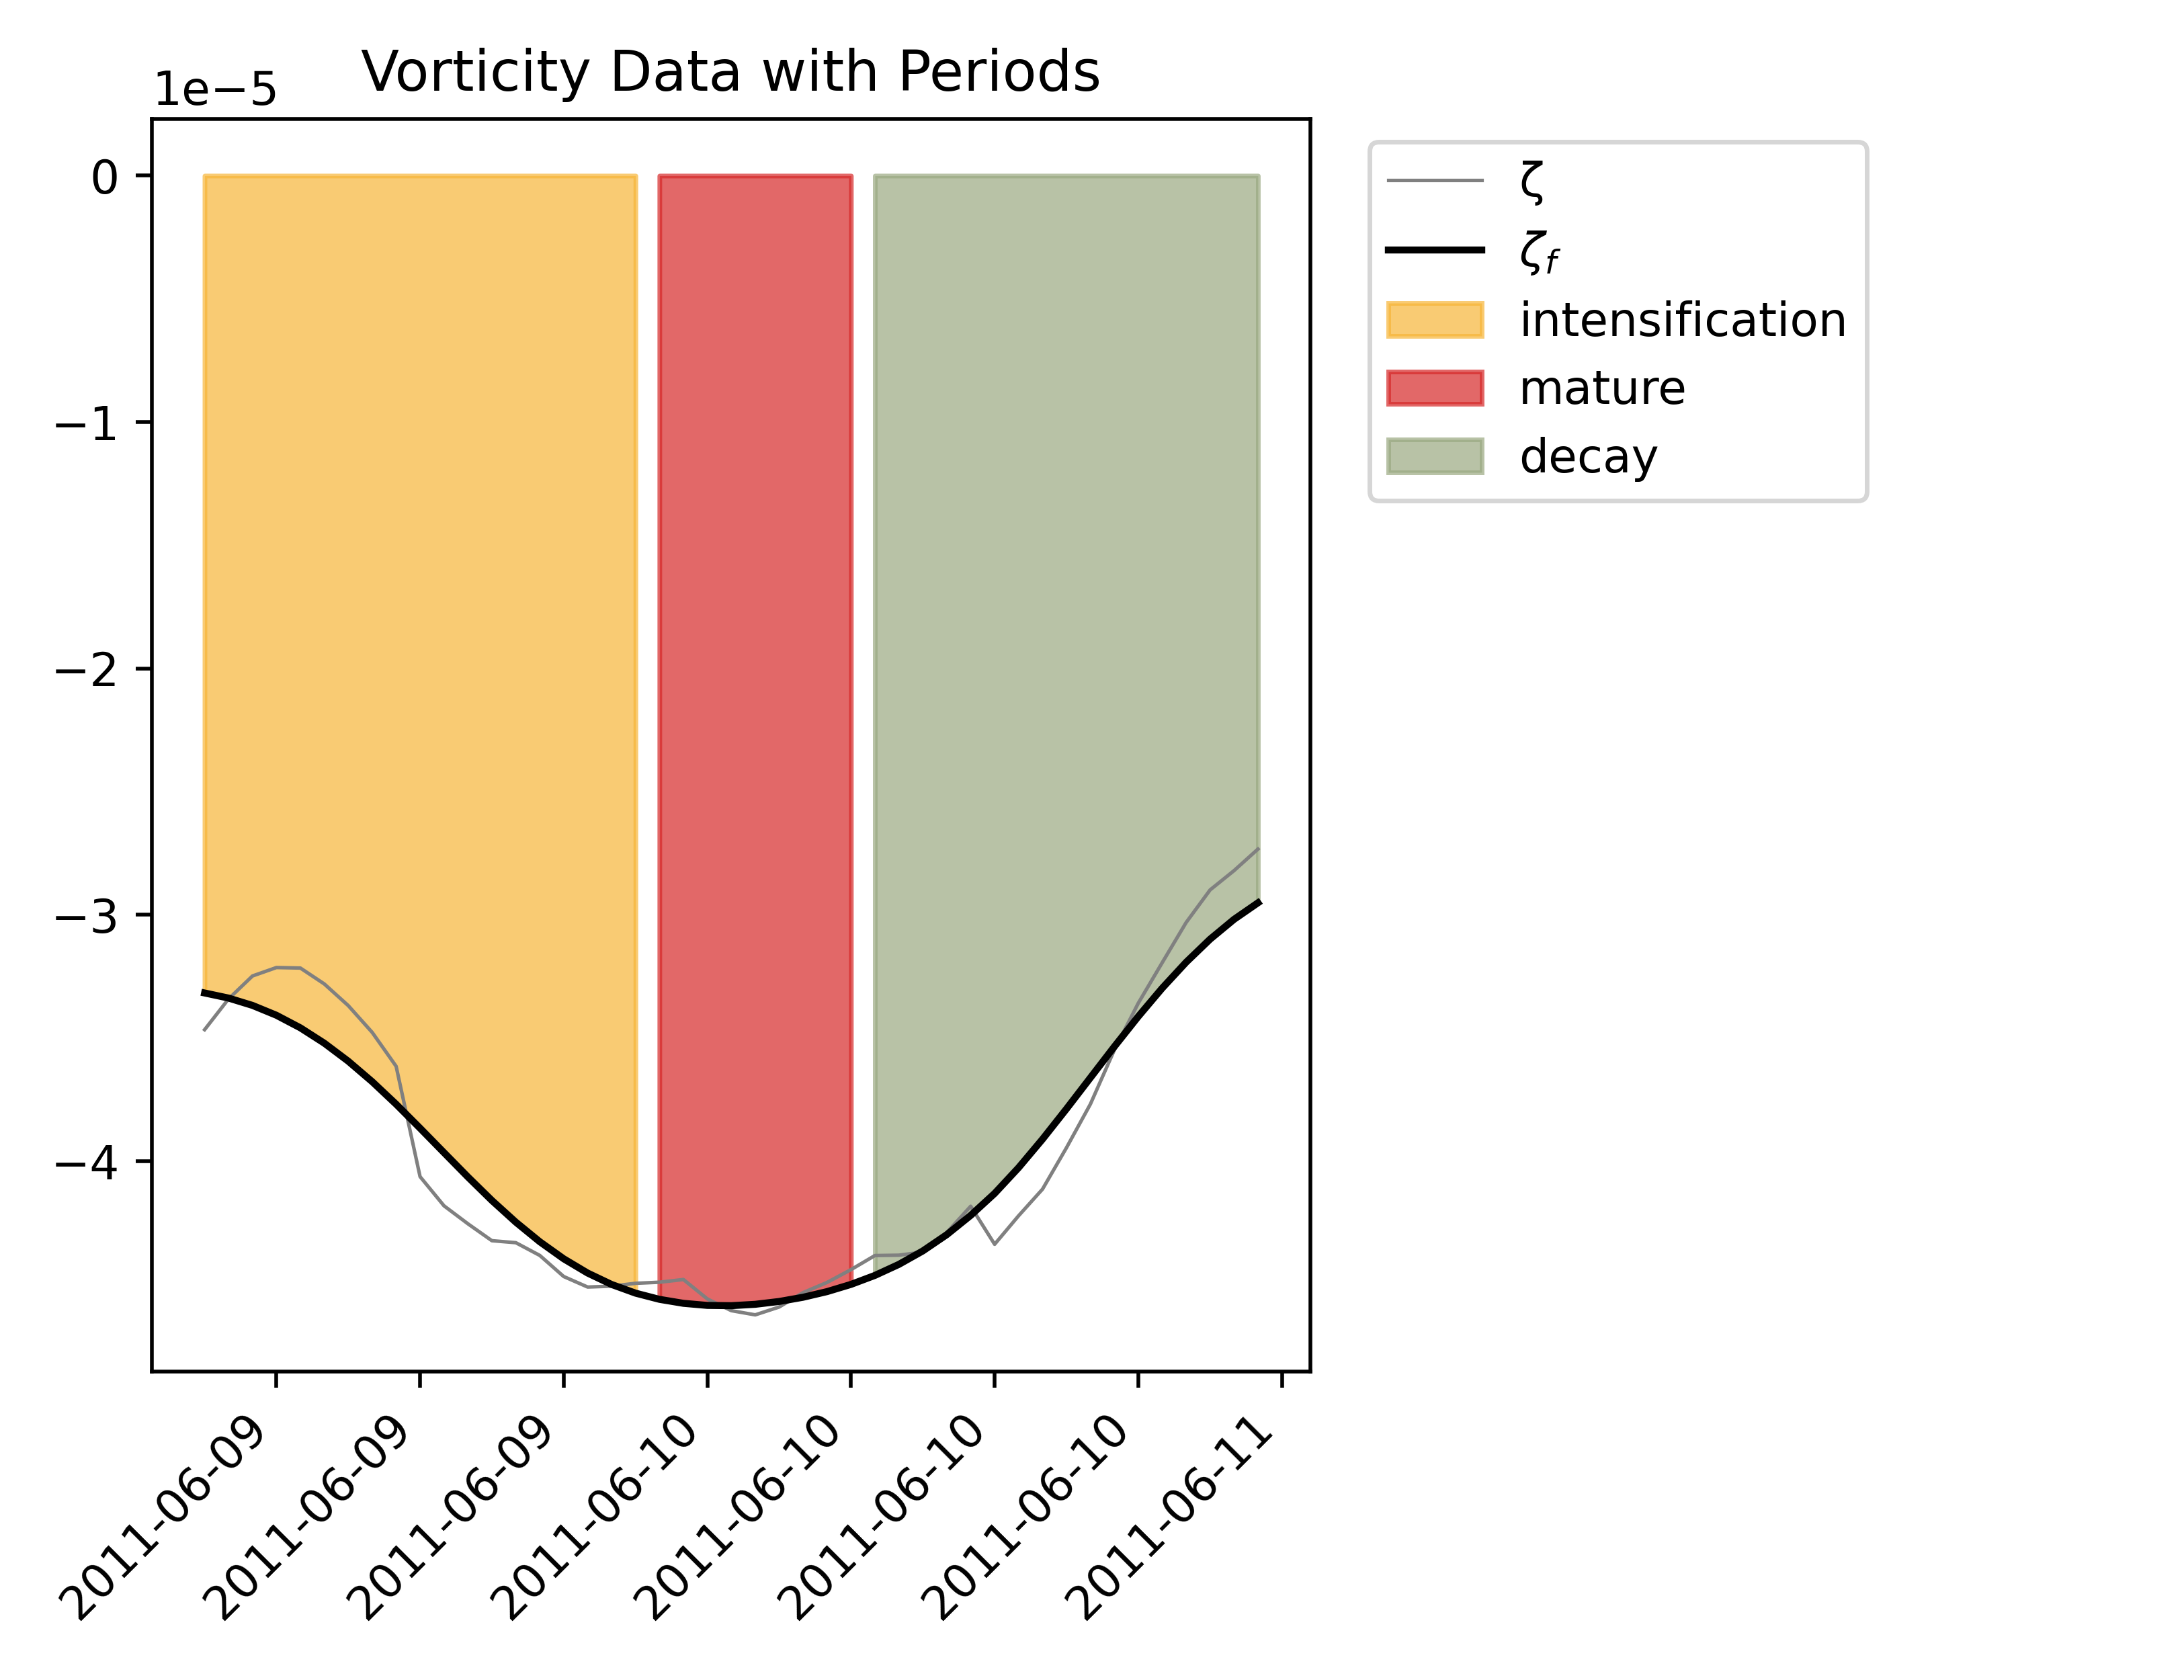 Vorticity Data with Periods
1e−5
0
−1
−2
−3
−4
2011-06-09
2011-06-09
2011-06-09
2011-06-10
2011-06-10
2011-06-10
2011-06-10
2011-06-11
ζ
ζf
intensification
mature
decay